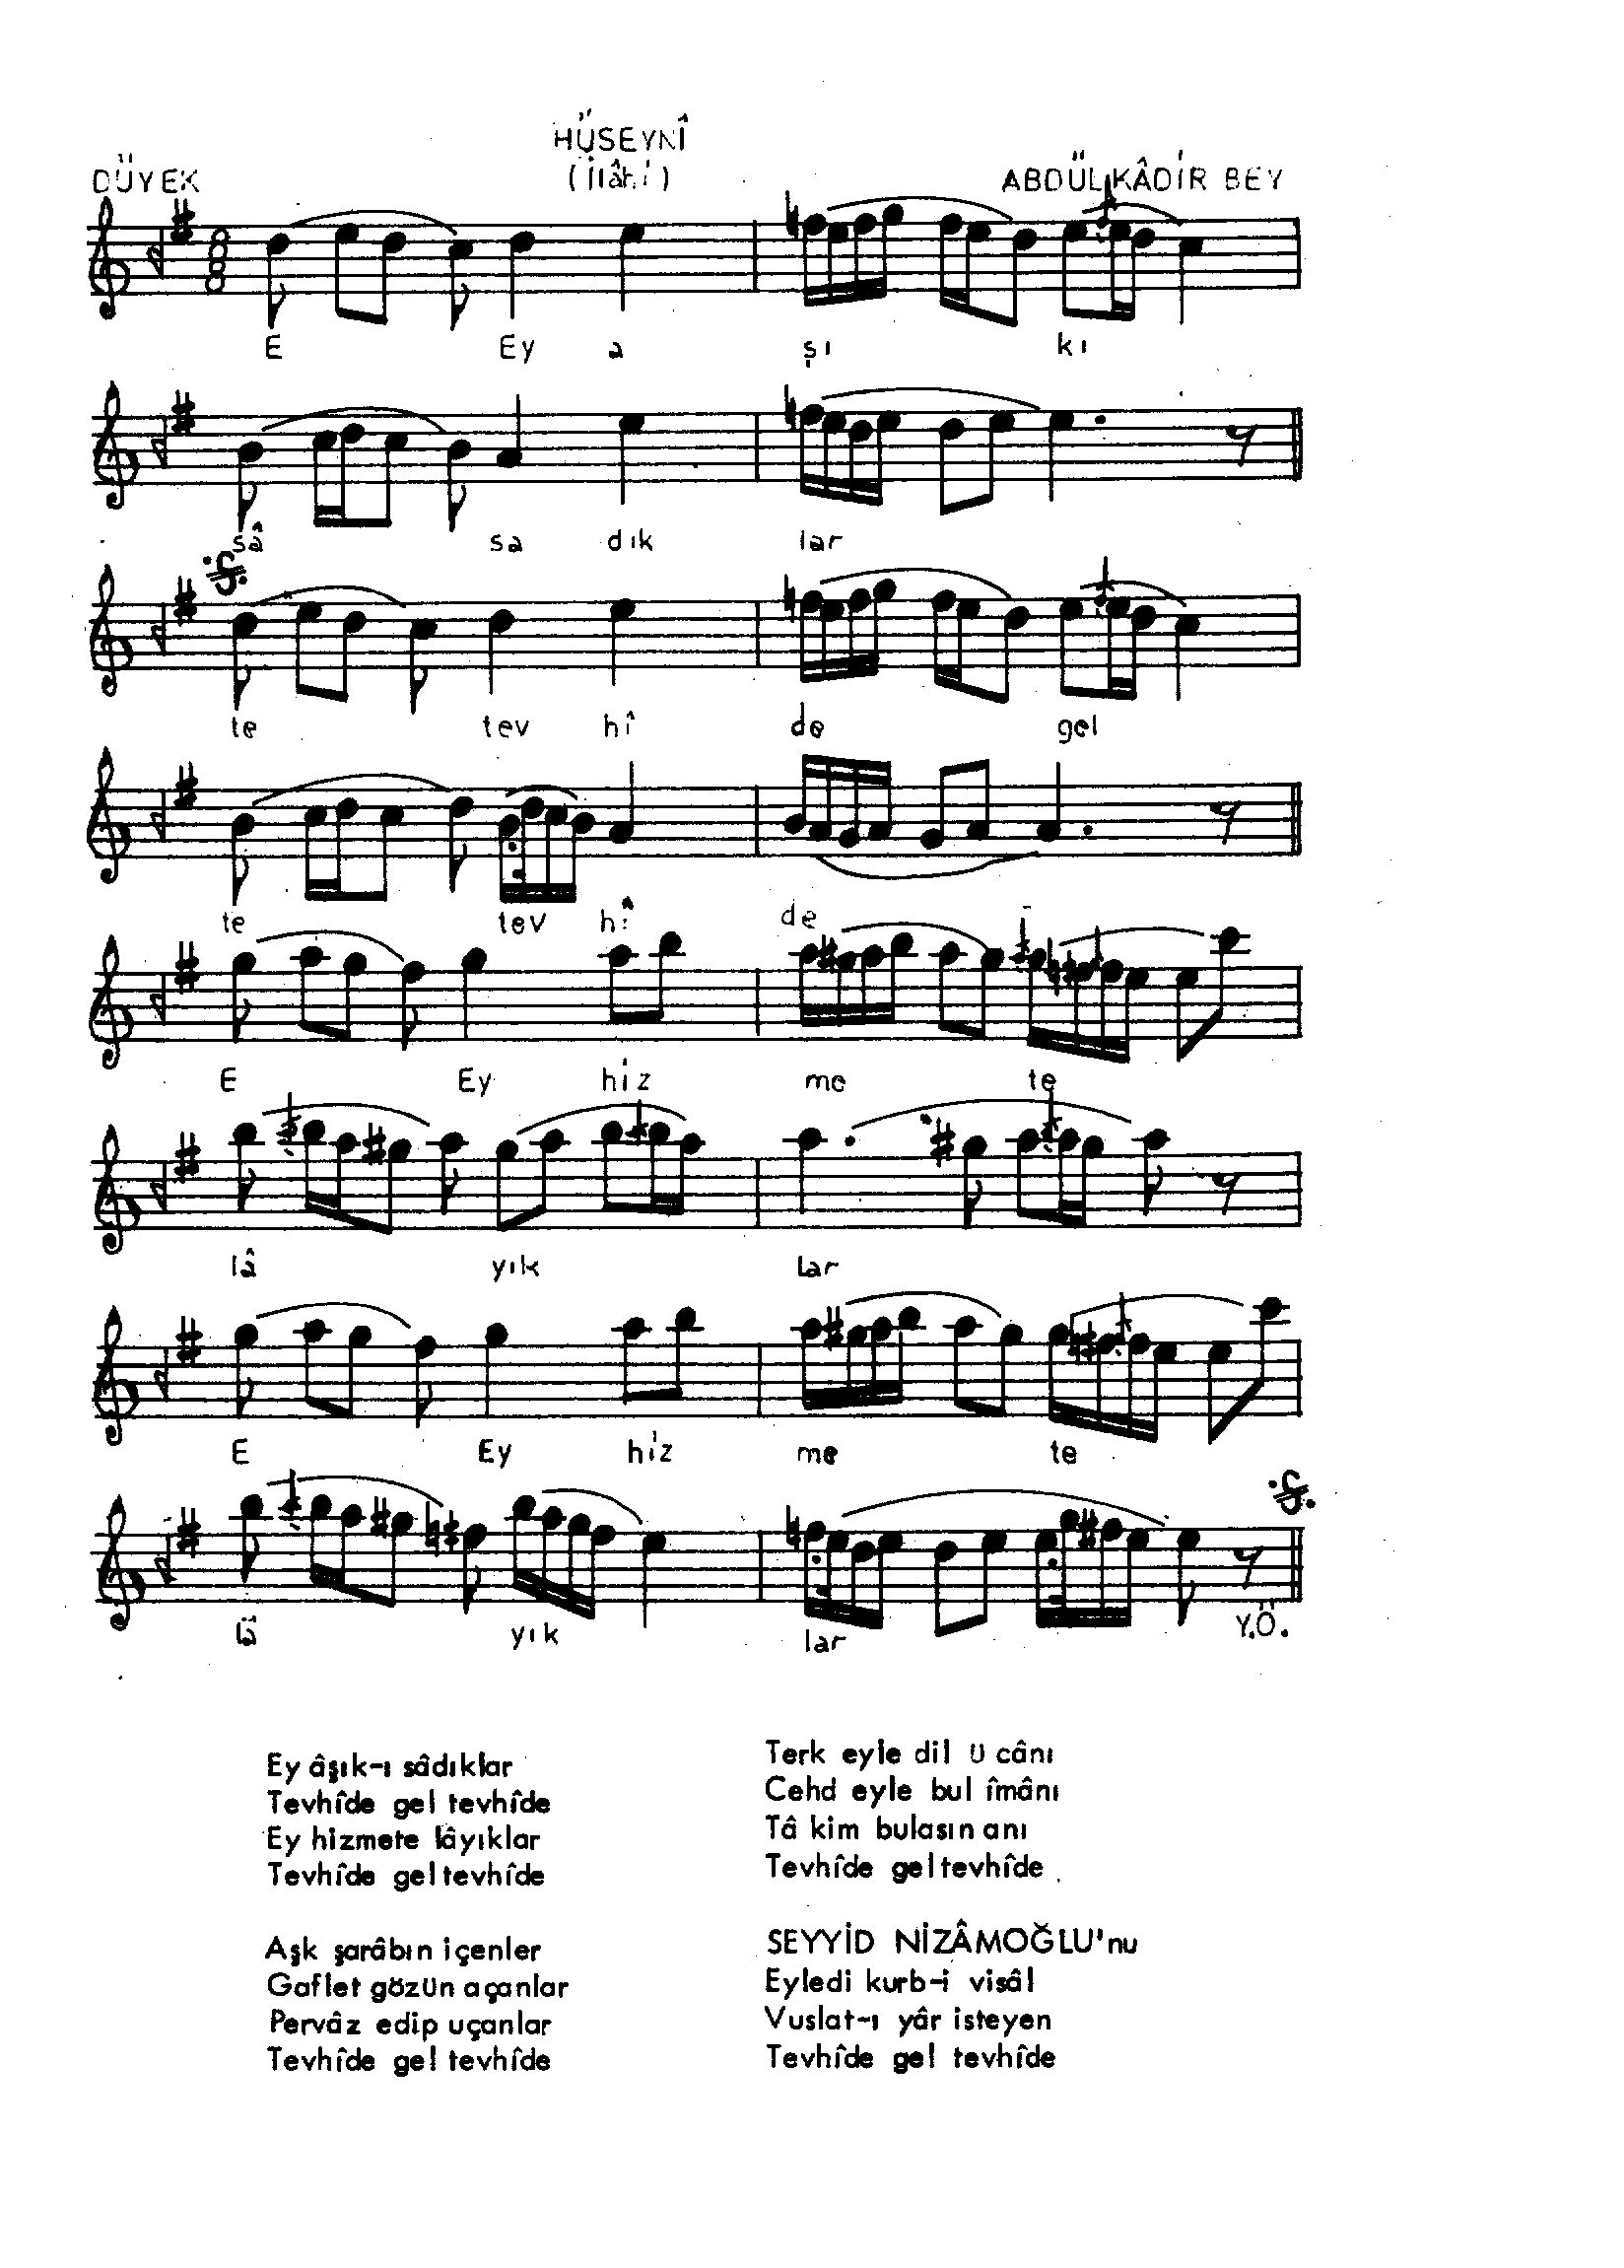 HÜSEYNÎ
DÜYEK (İlâhi) ABDÜLKÂDİR BEY
E Ey a şı kı
sâ sa dık lar
te tev hî de gel
te tev hî de
E Ey hiz me te
lâ yık lar
E Ey hiz me te
lâ yık lar Y.Ö.
Ey âşık-ı sâdıklar
Tevhîde gel tevhîde
Ey hizmete lâyıklar
Tevhîde gel tevhîde
Aşk şarâbın içenler
Gaflet gözün açanlar
Pervâz edip uçanlar
Tevhîde gel tevhîde
Terk eyle dil ü cânı
Cehd eyle bul îmânı
Tâ kim bulasın anı
Tevhîde gel tevhîde
SEYYİD NİZÂMOĞLU'nu
Eyledi kurb-i visâl
Vuslat-ı yâr isteyen
Tevhîde gel tevhîde